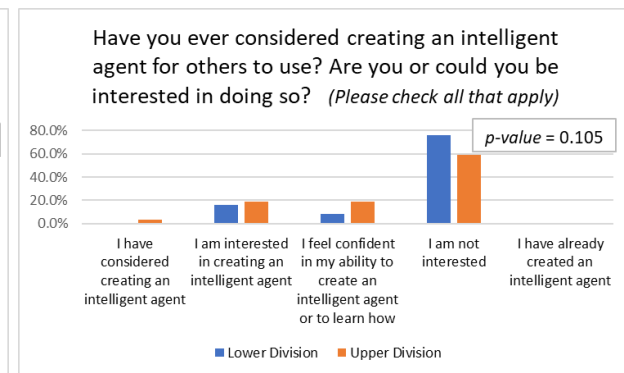 Have you ever considered creating an intelligent
agent for others to use? Are you or could you be
interested in doing so? (Please check all that apply)
80.0%
p-value = 0.105
60.0%
40.0%
20.0%
0.0%
I have
considered
creating an
intelligent agent
I am interested
in creating an
intelligent agent
I feel confident
in my ability to
create an
intelligent agent
or to learn how
I am not
interested
I have already
created an
intelligent agent
Lower Division
Upper Division